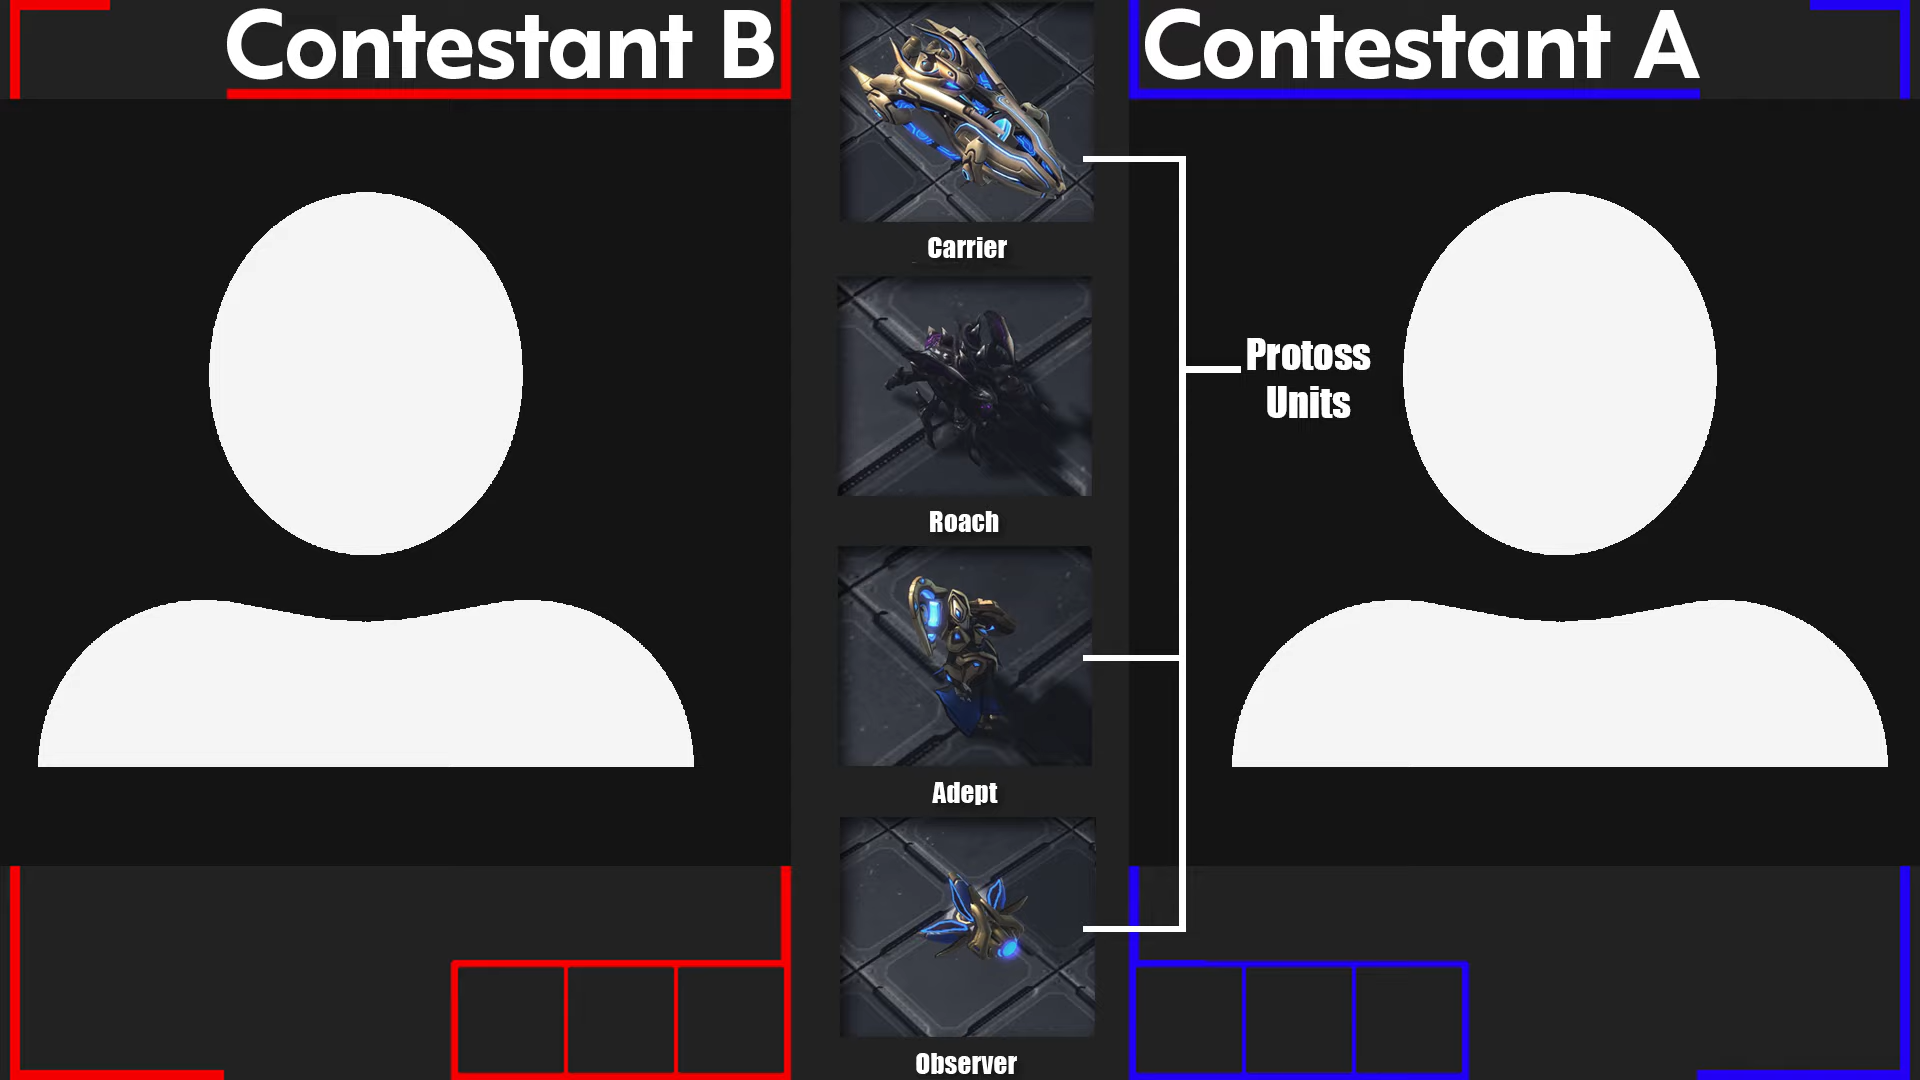 Contestant B
Contestant A
Carrier
Roach
Protoss
Units
Adept
Observer